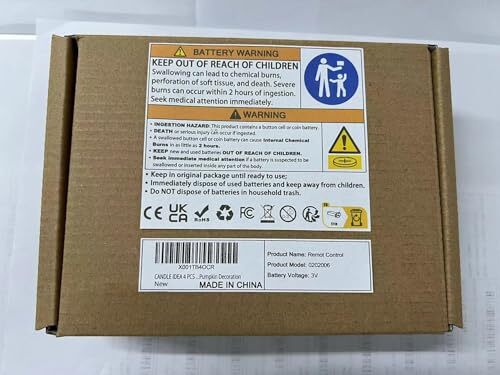 BATTERY WARNING
KEEP OUT OF REACH OF CHILDREN
Swallowing can lead to chemical burns,
perforation of soft tissue, and death. Severe
burns can occur within 2 hours of ingestion.
Seek medical attention immediately.
WARNING
• INGESTION HAZARD: This product contains a button cell or coin battery.
• DEATH or serious injury can occur if ingested.
• A swallowed button cell or coin battery can cause Internal Chemical
Burns in as little as 2 hours.
• KEEP new and used batteries OUT OF REACH OF CHILDREN.
• Seek immediate medical attention if a battery is suspected to be
swallowed or inserted inside any part of the body.
• Keep in original package until ready to use;
• Immediately dispose of used batteries and keep away from children.
• Do NOT dispose of batteries in household trash.
CE UK CA RoHS FC
X001T84OCR
CANDLE IDEA 4 PCS ... Pumpkin Decoration
New
MADE IN CHINA
Product Name: Remot Control
Product Model: 0202006
Battery Voltage: 3V